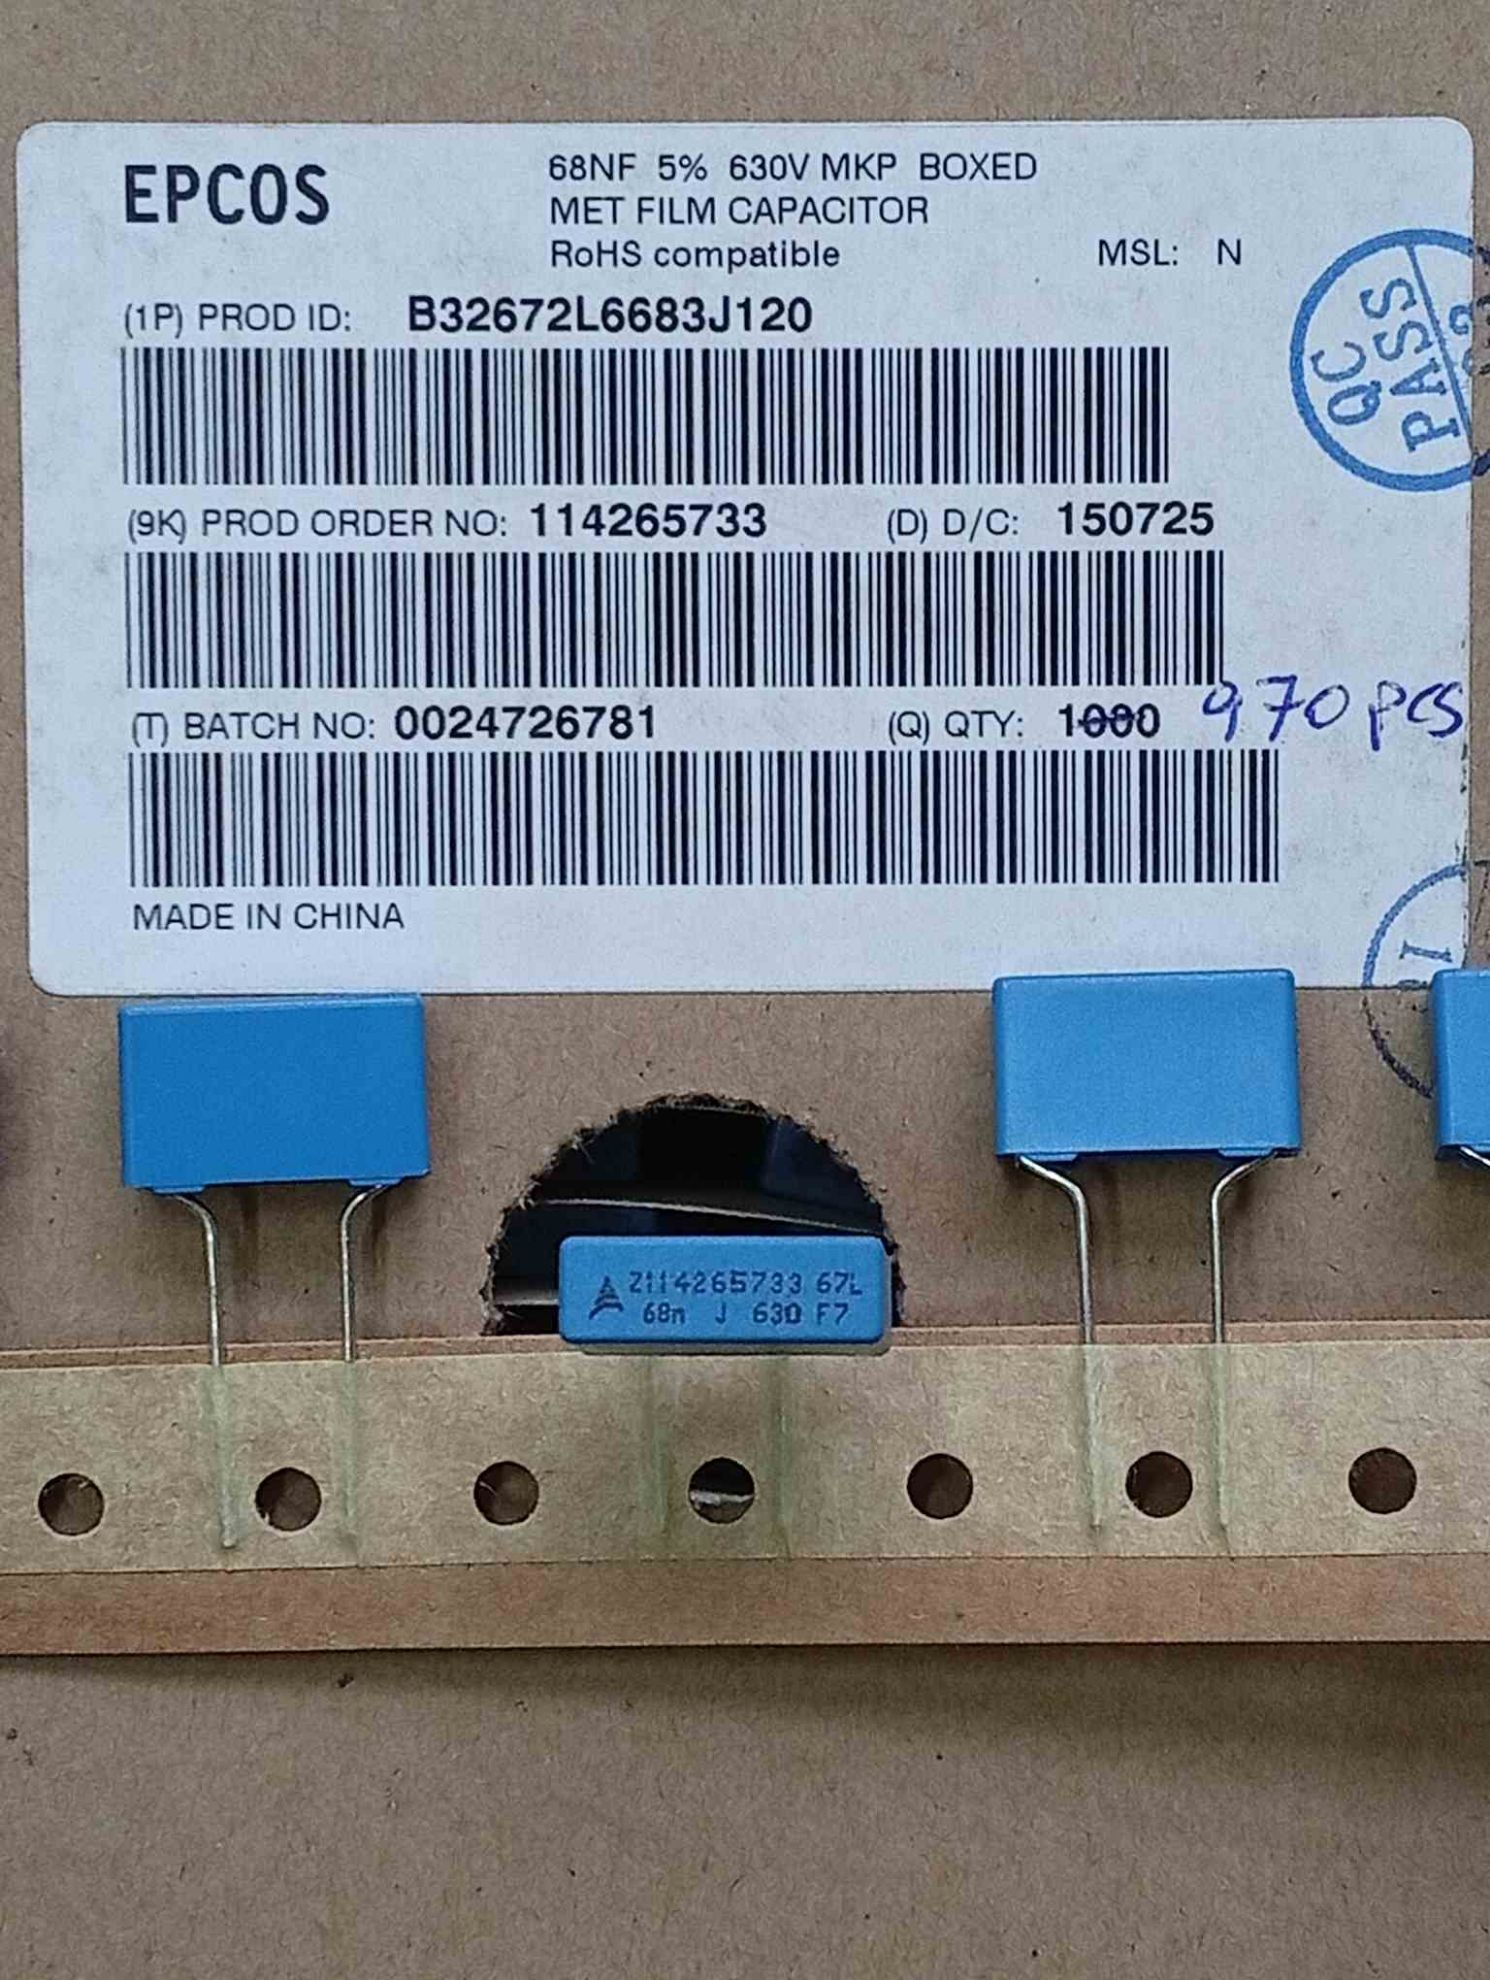 EPCOS
68NF 5% 630V MKP BOXED
MET FILM CAPACITOR
RoHS compatible
MSL: N
(1P) PROD ID: B32672L6683J120
QC
PASS
(9K) PROD ORDER NO: 114265733 (D) D/C: 150725
(T) BATCH NO: 0024726781 (Q) QTY: 1000 970 pcs
MADE IN CHINA
Z114265733 67L
68n J 630 F7